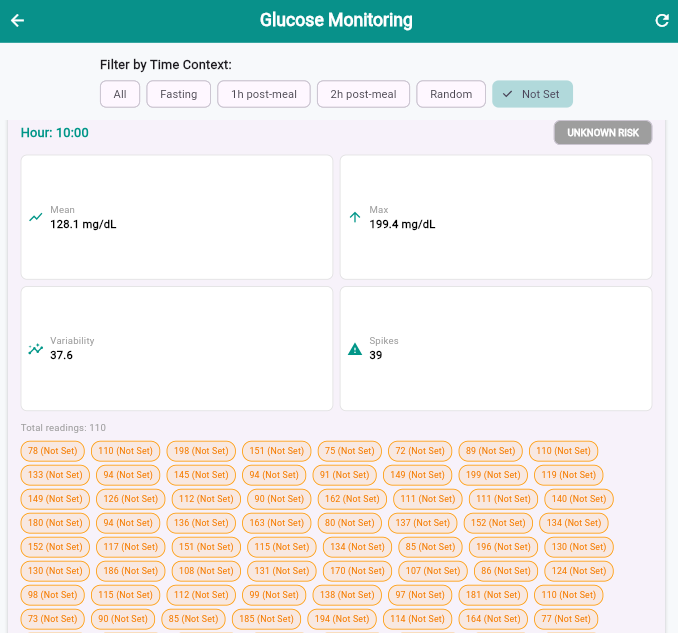 Glucose Monitoring
Filter by Time Context:
All Fasting 1h post-meal 2h post-meal Random Not Set
Hour: 10:00 UNKNOWN RISK
Mean
128.1 mg/dL
Max
199.4 mg/dL
Variability
37.6
Spikes
39
Total readings: 110
78 (Not Set) 110 (Not Set) 198 (Not Set) 151 (Not Set) 75 (Not Set) 72 (Not Set) 89 (Not Set) 110 (Not Set)
133 (Not Set) 94 (Not Set) 145 (Not Set) 94 (Not Set) 91 (Not Set) 149 (Not Set) 199 (Not Set) 119 (Not Set)
149 (Not Set) 126 (Not Set) 112 (Not Set) 90 (Not Set) 162 (Not Set) 111 (Not Set) 111 (Not Set) 140 (Not Set)
180 (Not Set) 94 (Not Set) 136 (Not Set) 163 (Not Set) 80 (Not Set) 137 (Not Set) 152 (Not Set) 134 (Not Set)
152 (Not Set) 117 (Not Set) 151 (Not Set) 115 (Not Set) 134 (Not Set) 85 (Not Set) 196 (Not Set) 130 (Not Set)
130 (Not Set) 186 (Not Set) 108 (Not Set) 131 (Not Set) 170 (Not Set) 107 (Not Set) 86 (Not Set) 124 (Not Set)
98 (Not Set) 115 (Not Set) 112 (Not Set) 99 (Not Set) 138 (Not Set) 97 (Not Set) 181 (Not Set) 110 (Not Set)
73 (Not Set) 90 (Not Set) 85 (Not Set) 185 (Not Set) 194 (Not Set) 114 (Not Set) 164 (Not Set) 77 (Not Set)